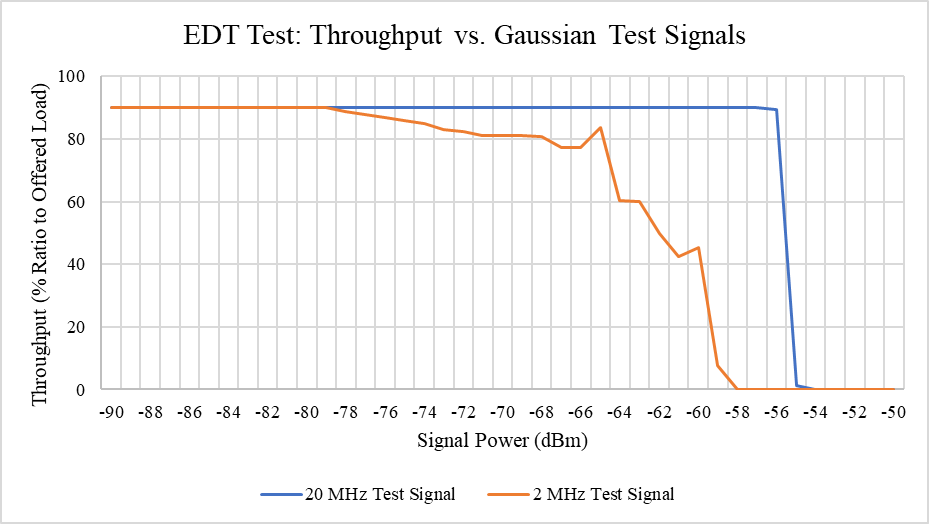 EDT Test: Throughput vs. Gaussian Test Signals
Throughput (% Ratio to Offered Load)
100
80
60
40
20
0
-90 -88 -86 -84 -82 -80 -78 -76 -74 -72 -70 -68 -66 -64 -62 -60 -58 -56 -54 -52 -50
Signal Power (dBm)
20 MHz Test Signal 2 MHz Test Signal